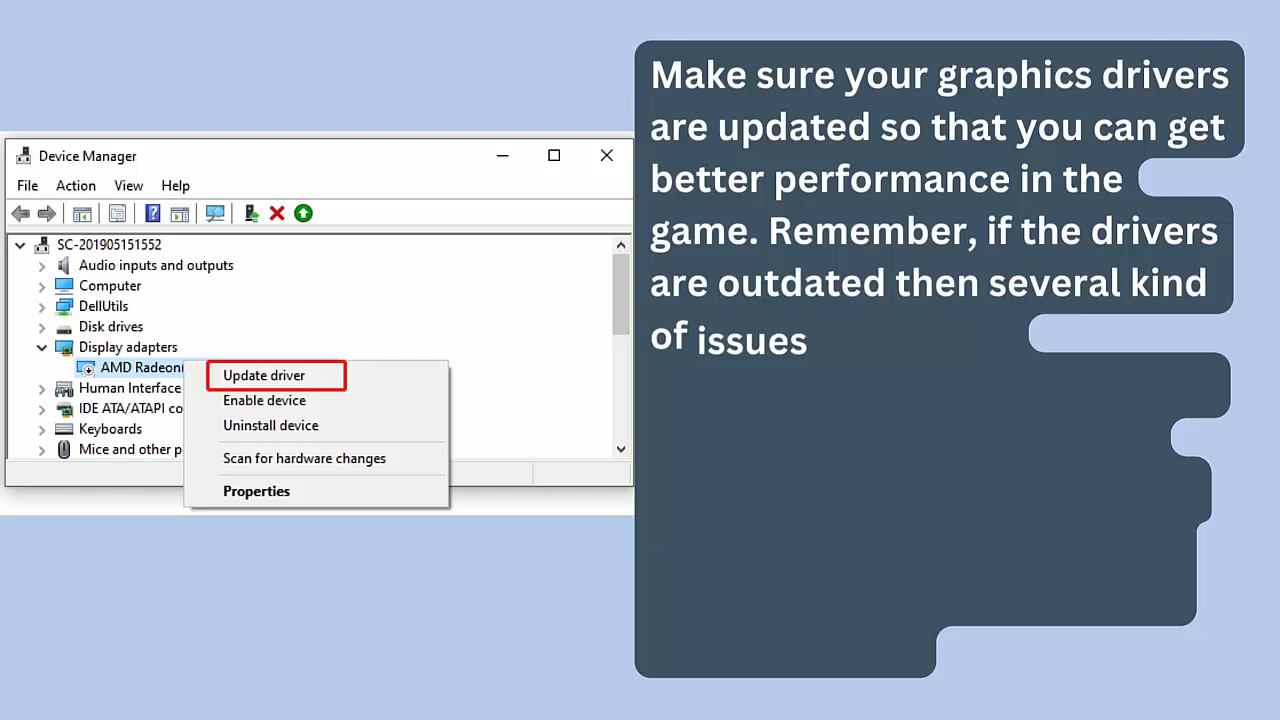 Device Manager
File Action View Help
SC-201905151552
Audio inputs and outputs
Computer
DellUtils
Disk drives
Display adapters
AMD Radeon(
Human Interface
IDE ATA/ATAPI co
Keyboards
Mice and other p
Update driver
Enable device
Uninstall device
Scan for hardware changes
Properties
Make sure your graphics drivers
are updated so that you can get
better performance in the
game. Remember, if the drivers
are outdated then several kind
of issues